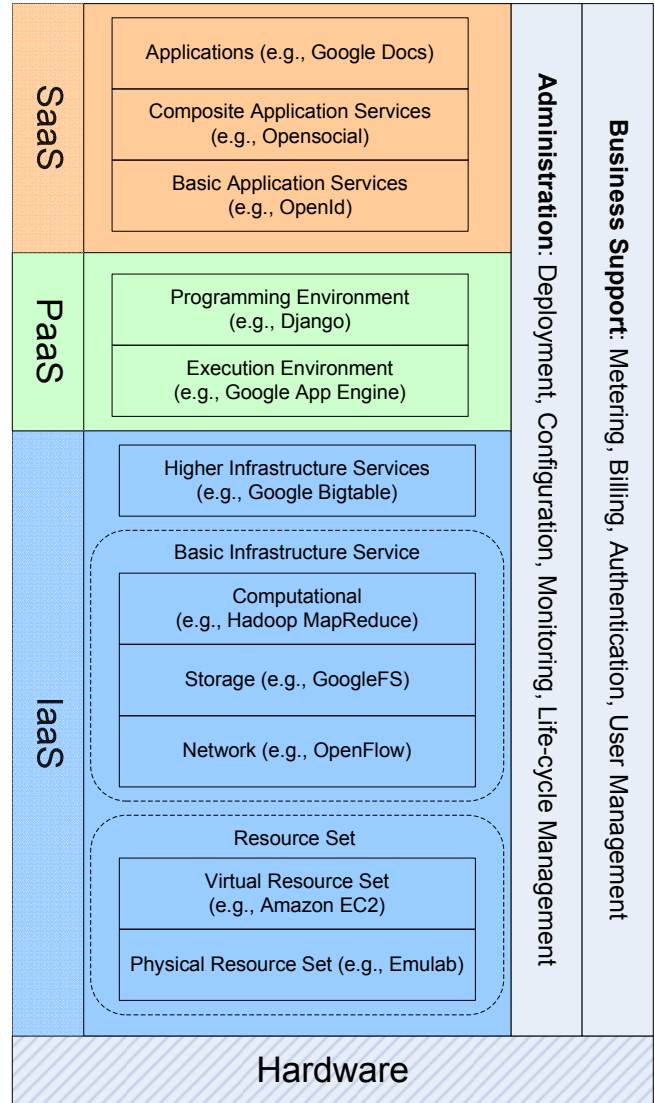 SaaS
Applications (e.g., Google Docs)
Composite Application Services
(e.g., Opensocial)
Basic Application Services
(e.g., OpenId)
PaaS
Programming Environment
(e.g., Django)
Execution Environment
(e.g., Google App Engine)
IaaS
Higher Infrastructure Services
(e.g., Google Bigtable)
Basic Infrastructure Service
Computational
(e.g., Hadoop MapReduce)
Storage (e.g., GoogleFS)
Network (e.g., OpenFlow)
Resource Set
Virtual Resource Set
(e.g., Amazon EC2)
Physical Resource Set (e.g., Emulab)
Administration: Deployment, Configuration, Monitoring, Life-cycle Management
Business Support: Metering, Billing, Authentication, User Management
Hardware